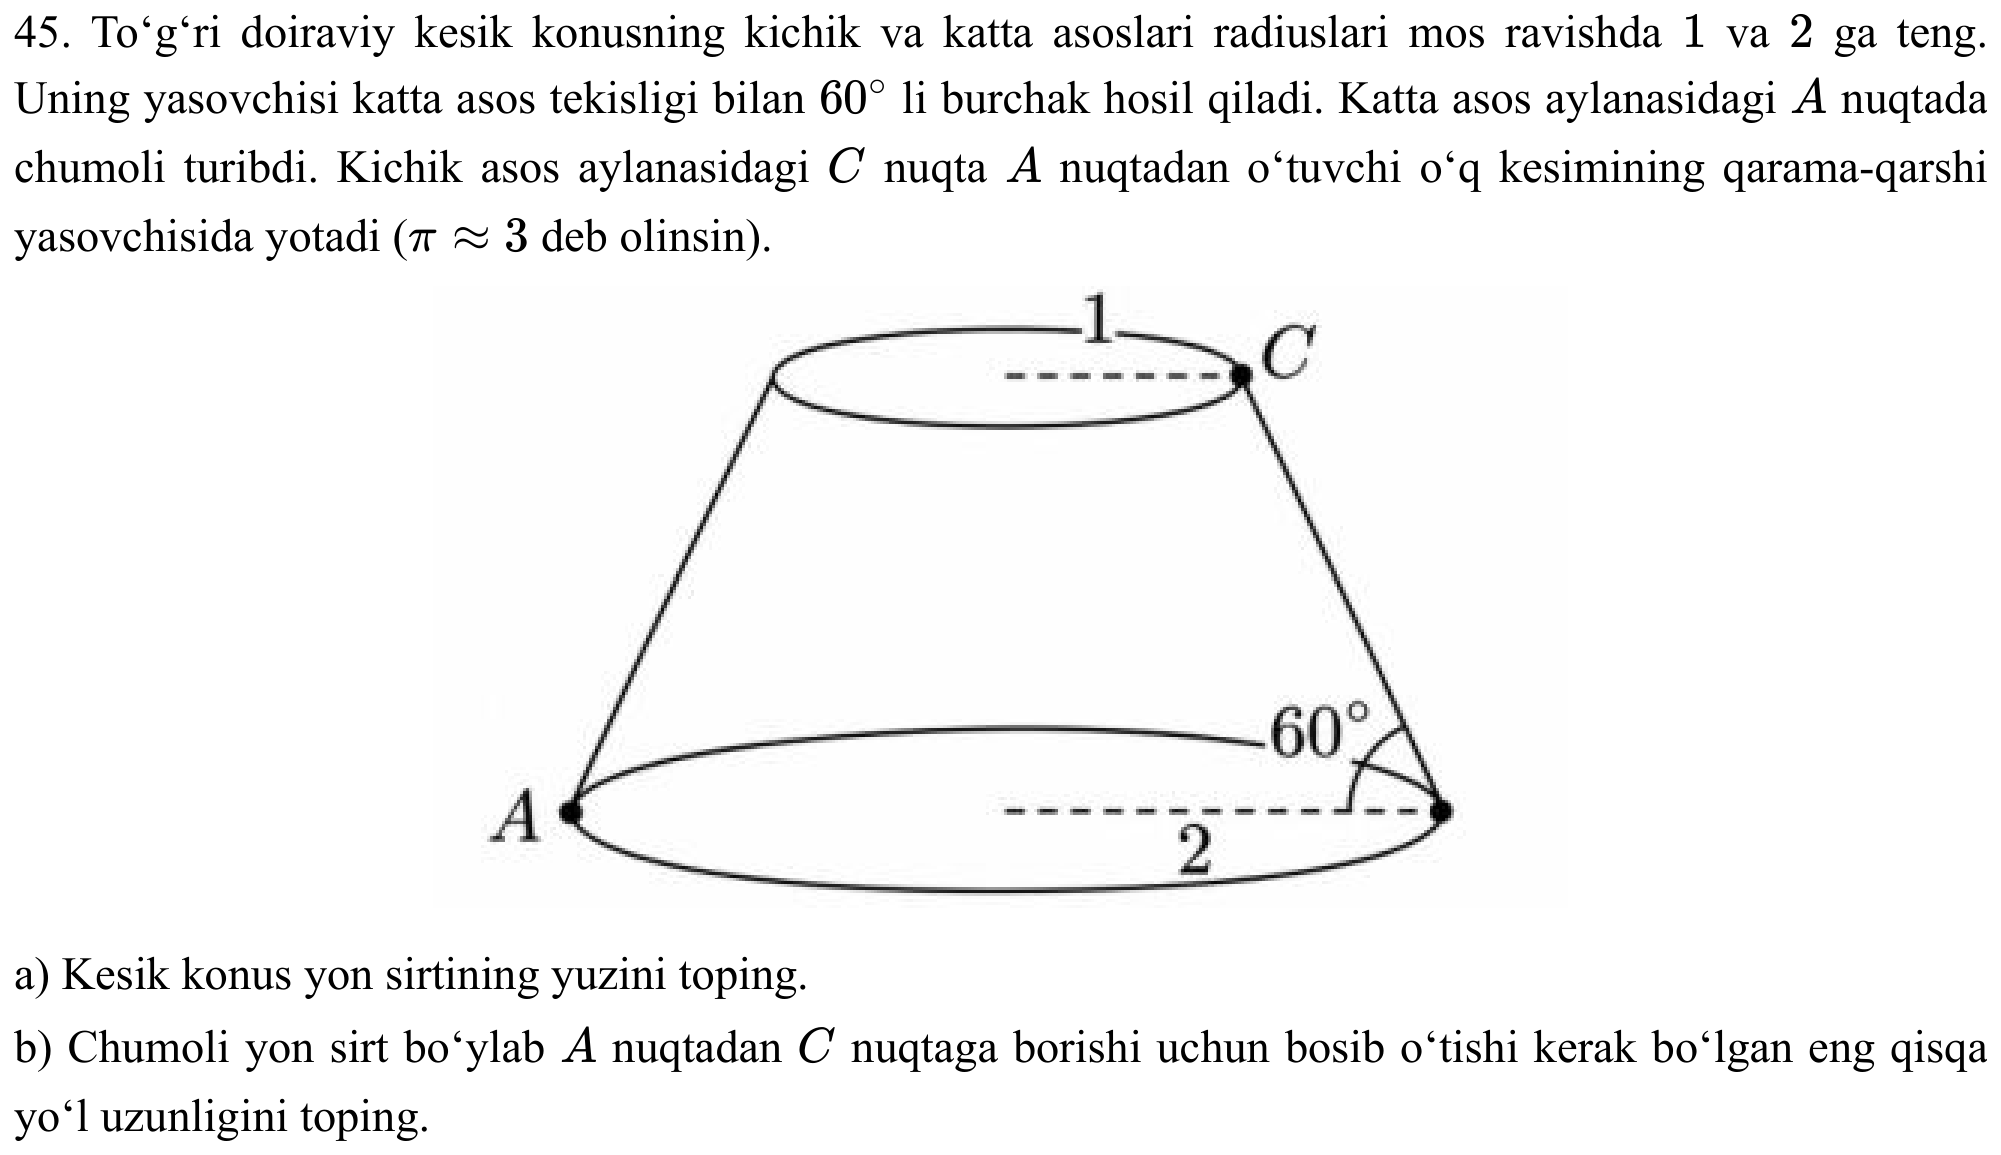 45. To‘g‘ri doiraviy kesik konusning kichik va katta asoslari radiuslari mos ravishda 1 va 2 ga teng.
Uning yasovchisi katta asos tekisligi bilan 60° li burchak hosil qiladi. Katta asos aylanasidagi A nuqtada
chumoli turibdi. Kichik asos aylanasidagi C nuqta A nuqtadan o‘tuvchi o‘q kesimining qarama-qarshi
yasovchisida yotadi (π ≈ 3 deb olinsin).
1
C
60°
A
2
a) Kesik konus yon sirtining yuzini toping.
b) Chumoli yon sirt bo‘ylab A nuqtadan C nuqtaga borishi uchun bosib o‘tishi kerak bo‘lgan eng qisqa
yo‘l uzunligini toping.